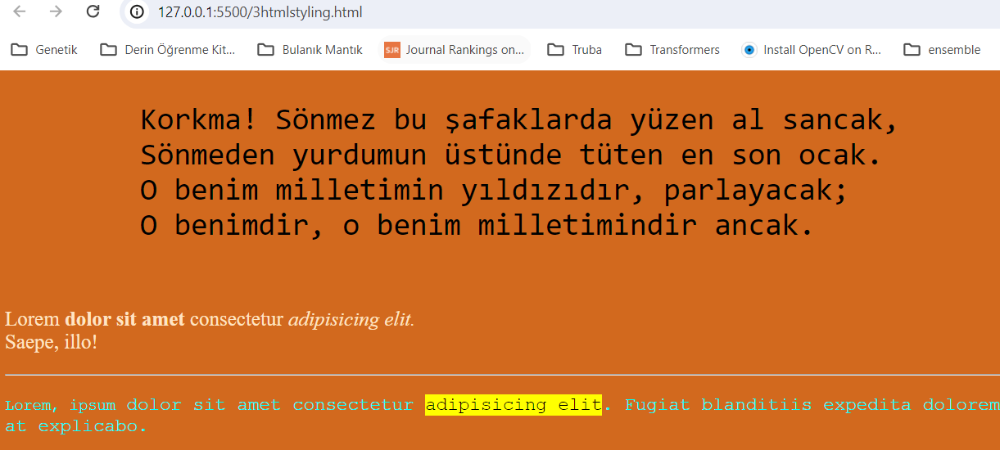 127.0.0.1:5500/3htmlstyling.html
Genetik Derin Öğrenme Kit... Bulanık Mantık SJR Journal Rankings on... Truba Transformers Install OpenCV on R... ensemble
Korkma! Sönmez bu şafaklarda yüzen al sancak,
Sönmeden yurdumun üstünde tüten en son ocak.
O benim milletimin yıldızıdır, parlayacak;
O benimdir, o benim milletimindir ancak.
Lorem dolor sit amet consectetur adipisicing elit.
Saepe, illo!
Lorem, ipsum dolor sit amet consectetur adipisicing elit. Fugiat blanditiis expedita dolorem
at explicabo.